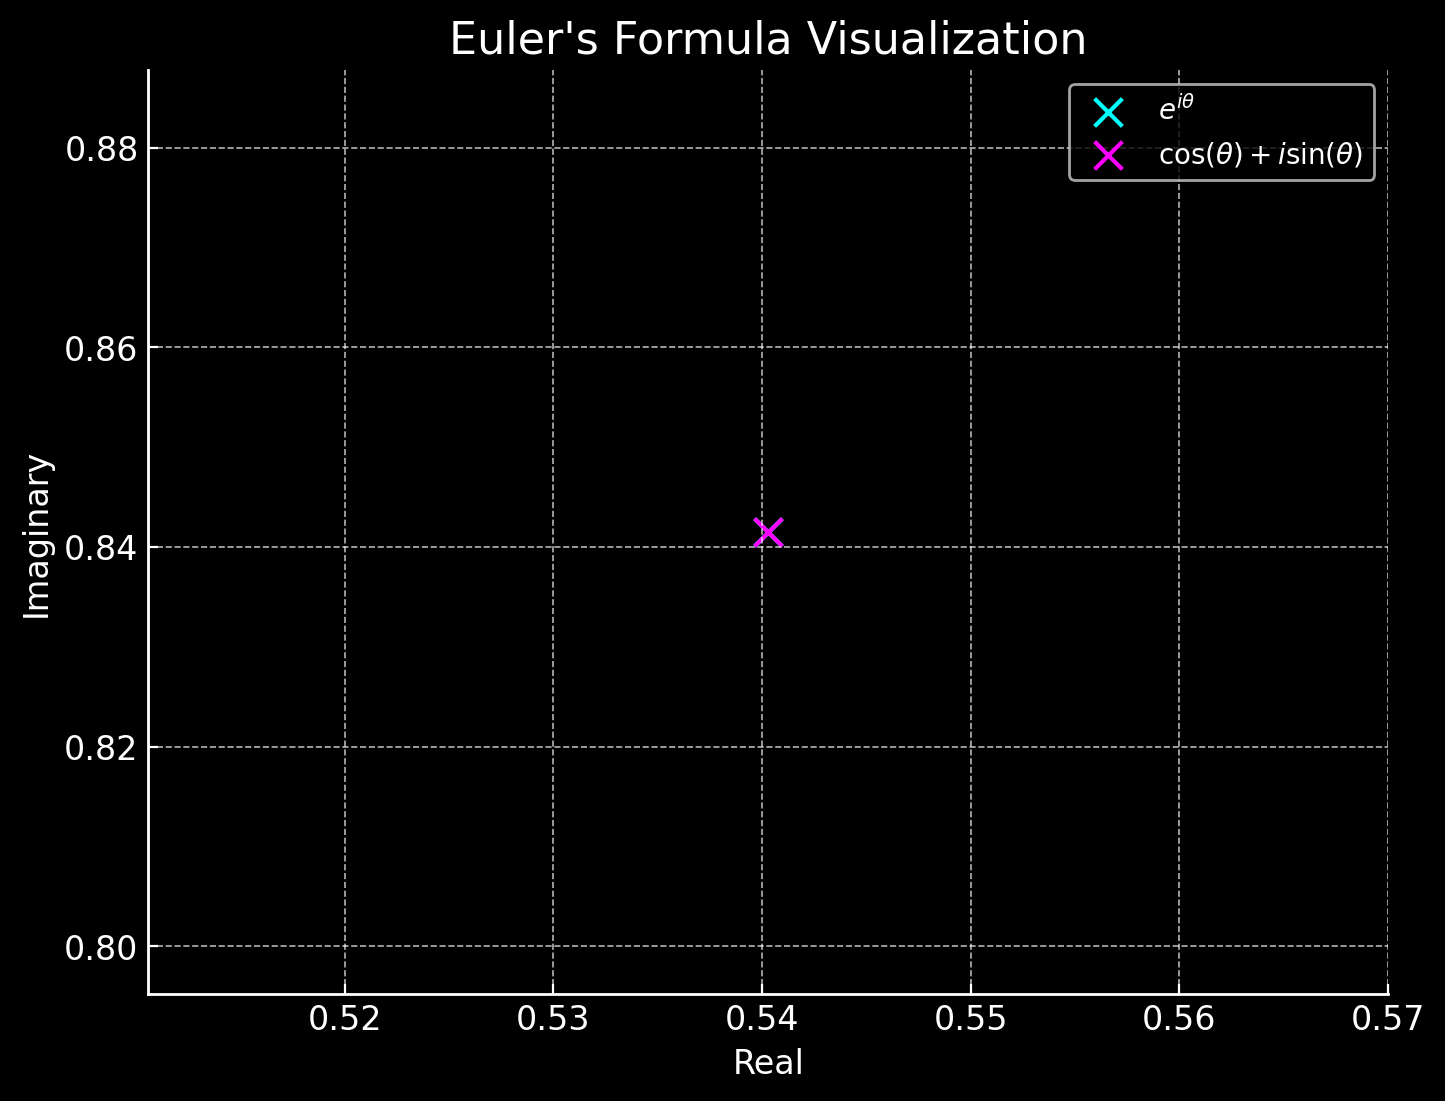 Euler's Formula Visualization
e^{iθ}
cos(θ) + i sin(θ)
0.88
0.86
0.84
0.82
0.80
Imaginary
0.52 0.53 0.54 0.55 0.56 0.57
Real